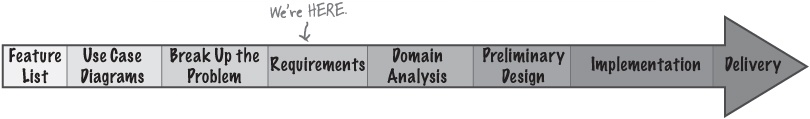 We're HERE.
Feature
List
Use Case
Diagrams
Break Up the
Problem
Requirements
Domain
Analysis
Preliminary
Design
Implementation
Delivery